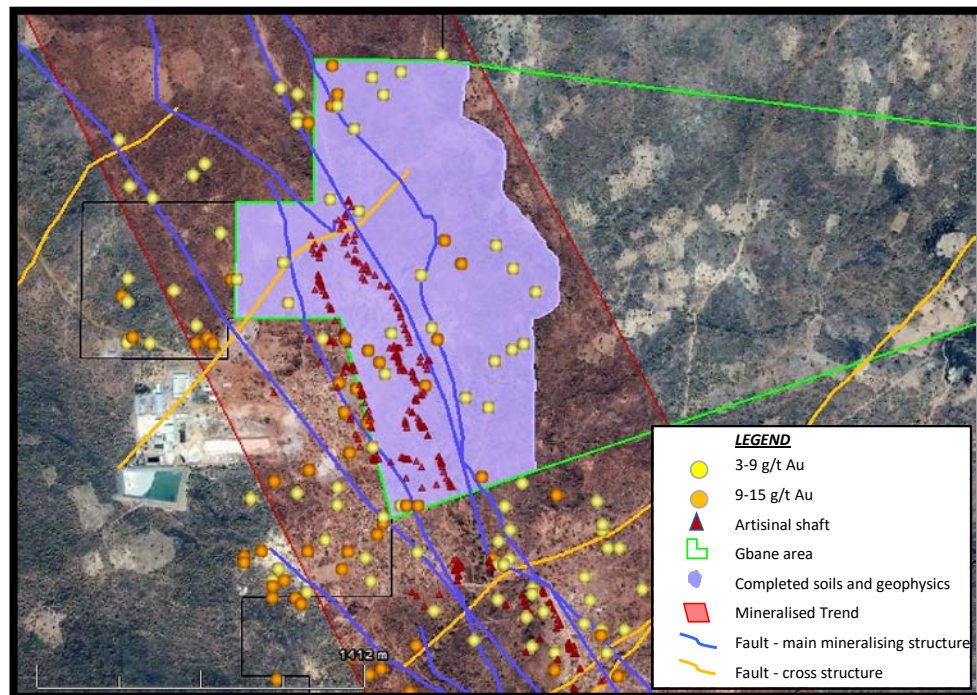 LEGEND
3-9 g/t Au
9-15 g/t Au
Artisinal shaft
Gbane area
Completed soils and geophysics
Mineralised Trend
Fault - main mineralising structure
Fault - cross structure
1412 m